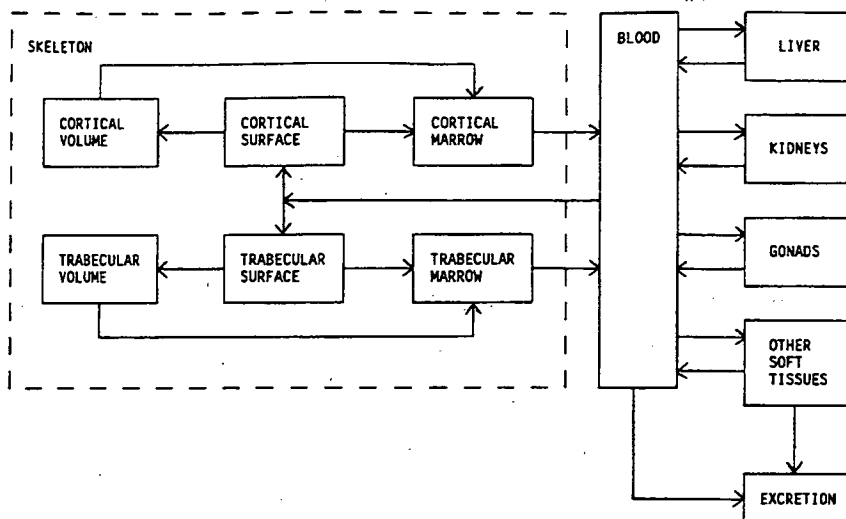 SKELETON
BLOOD
LIVER
CORTICAL
VOLUME
CORTICAL
SURFACE
CORTICAL
MARROW
KIDNEYS
TRABECULAR
VOLUME
TRABECULAR
SURFACE
TRABECULAR
MARROW
GONADS
OTHER
SOFT
TISSUES
EXCRETION